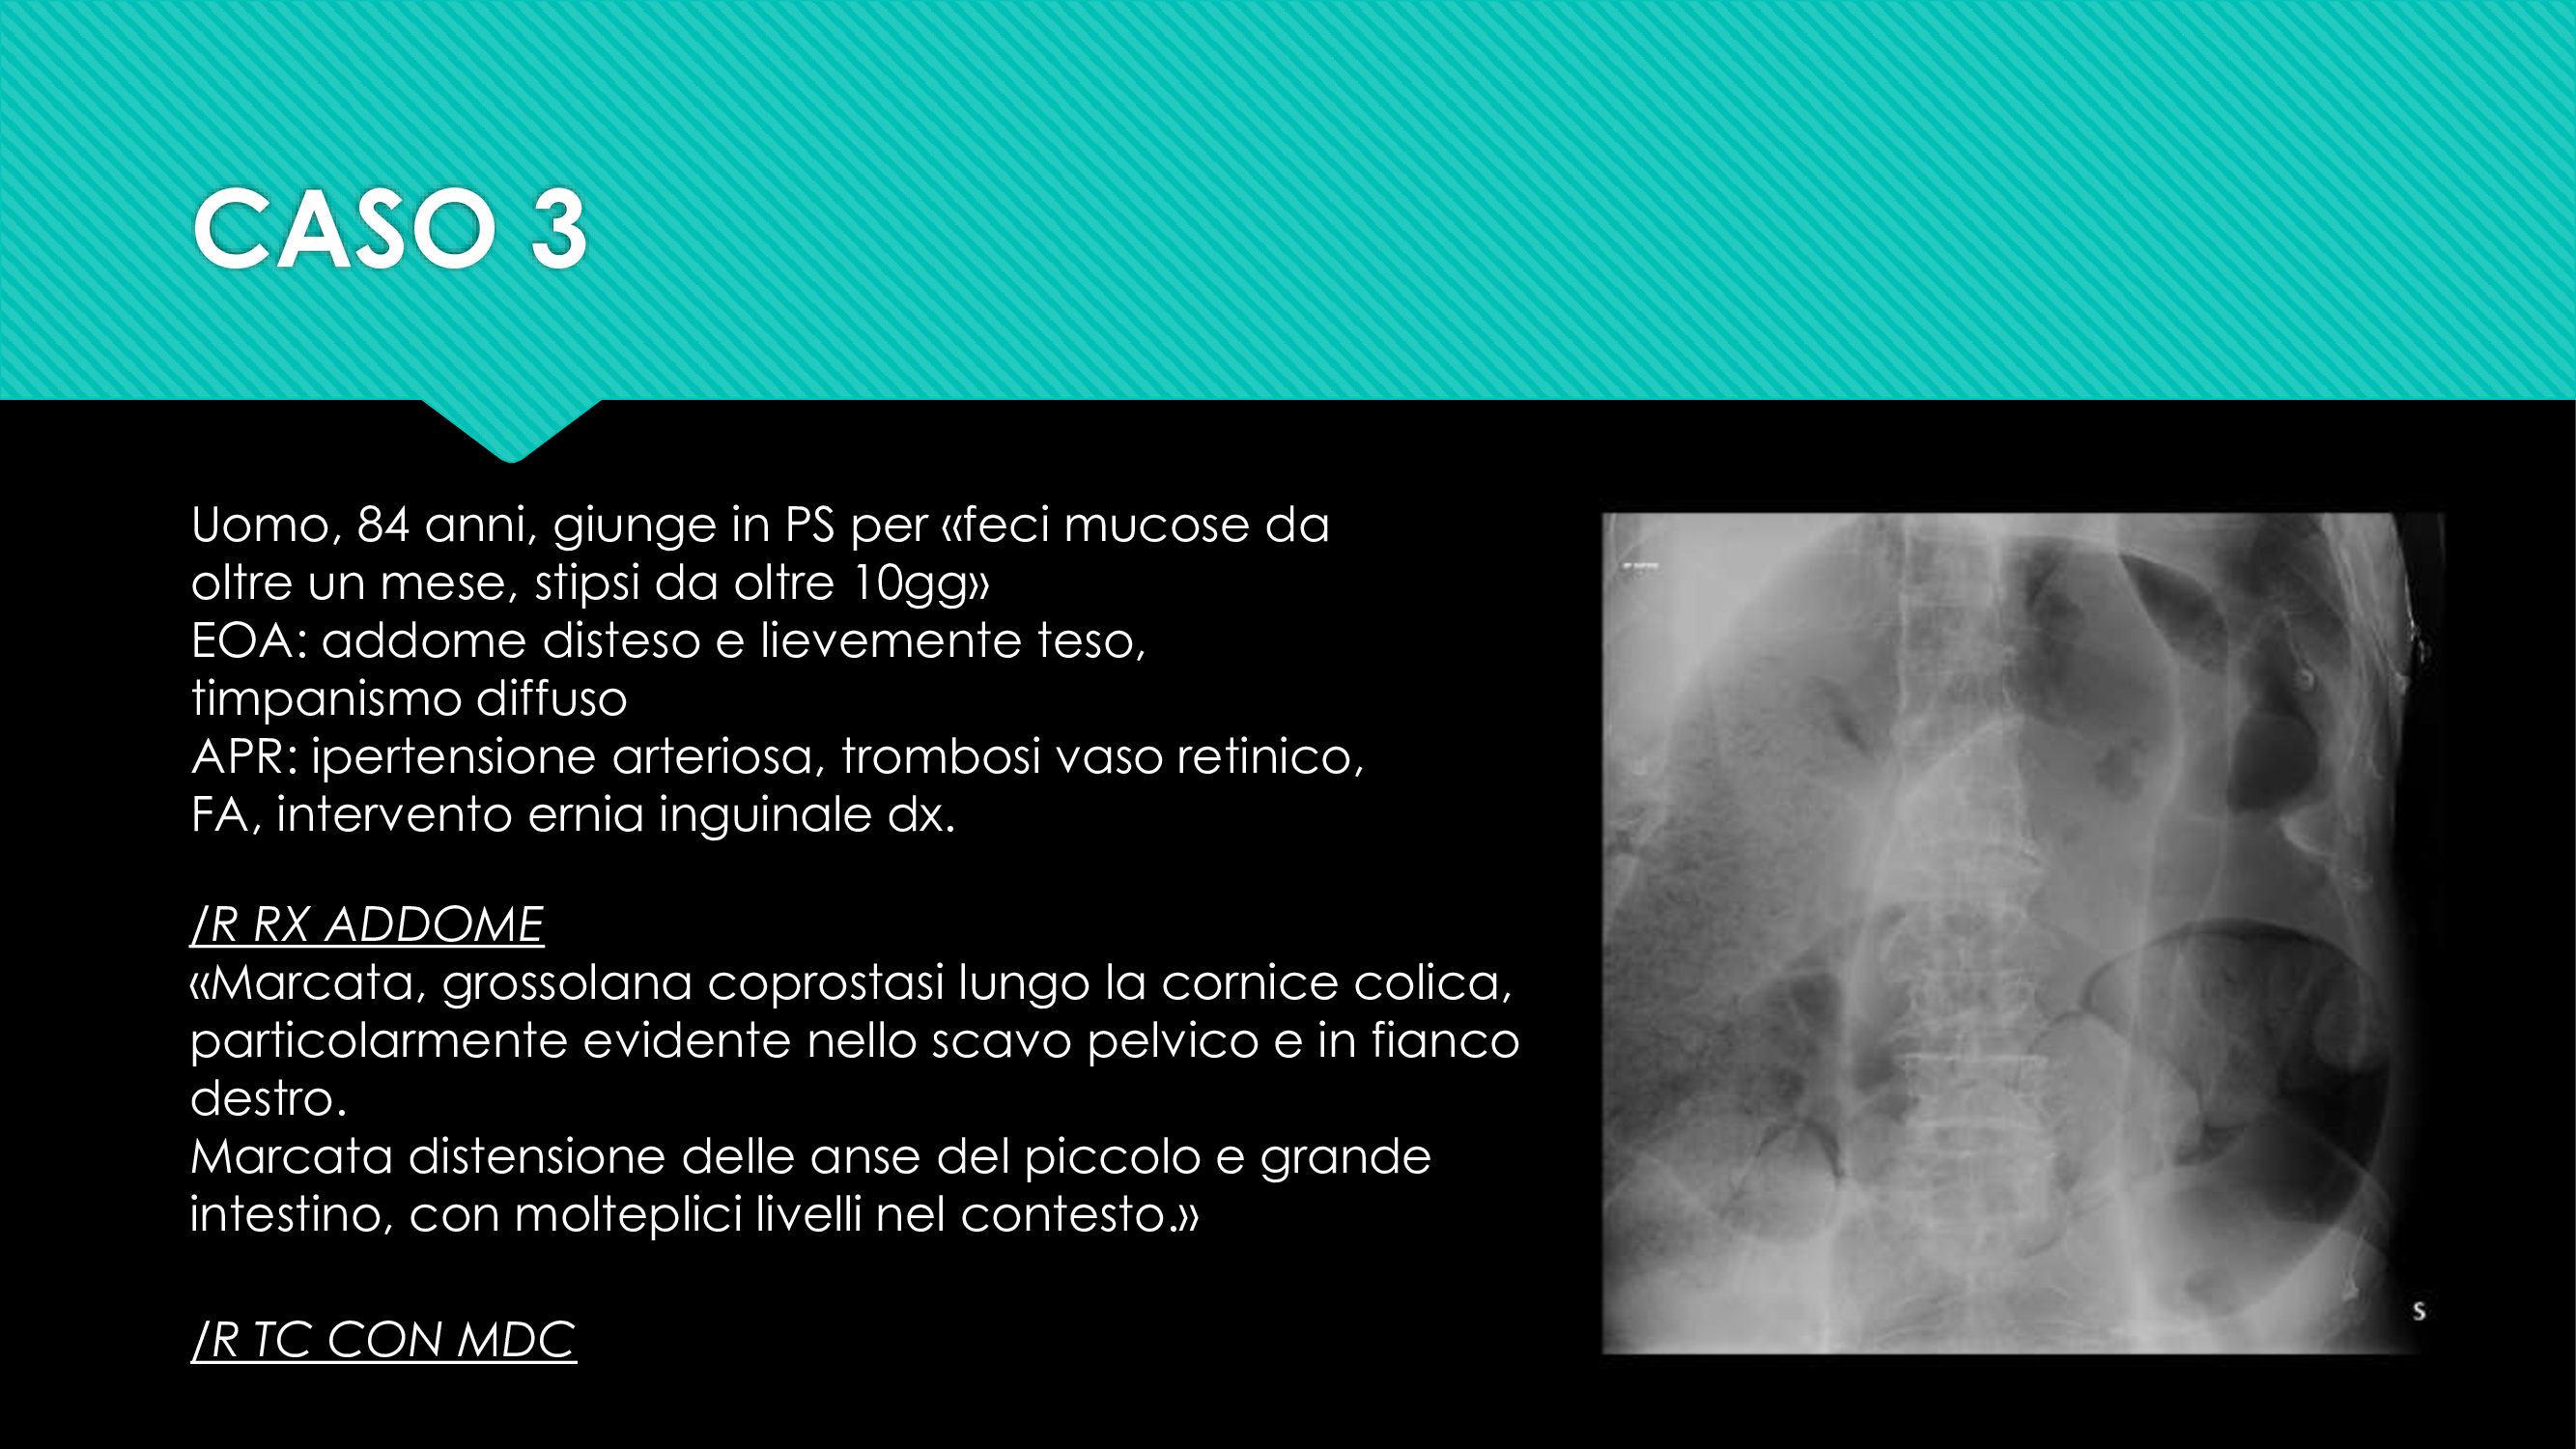 CASO 3
Uomo, 84 anni, giunge in PS per «feci mucose da
oltre un mese, stipsi da oltre 10gg»
EOA: addome disteso e lievemente teso,
timpanismo diffuso
APR: ipertensione arteriosa, trombosi vaso retinico,
FA, intervento ernia inguinale dx.
/R RX ADDOME
«Marcata, grossolana coprostasi lungo la cornice colica,
particolarmente evidente nello scavo pelvico e in fianco
destro.
Marcata distensione delle anse del piccolo e grande
intestino, con molteplici livelli nel contesto.»
/R TC CON MDC
S